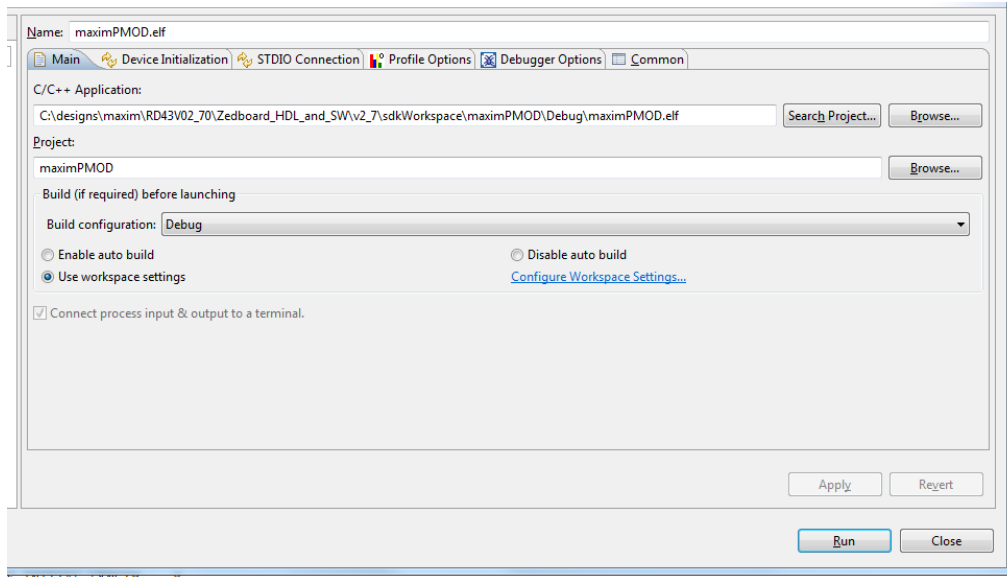 Name: maximPMOD.elf
Main Device Initialization STDIO Connection Profile Options Debugger Options Common
C/C++ Application:
C:\designs\maxim\RD43V02_70\Zedboard_HDL_and_SW\v2_7\sdkWorkspace\maximPMOD\Debug\maximPMOD.elf Search Project... Browse...
Project:
maximPMOD Browse...
Build (if required) before launching
Build configuration: Debug
Enable auto build Disable auto build
Use workspace settings Configure Workspace Settings...
Connect process input & output to a terminal.
Apply Revert
Run Close